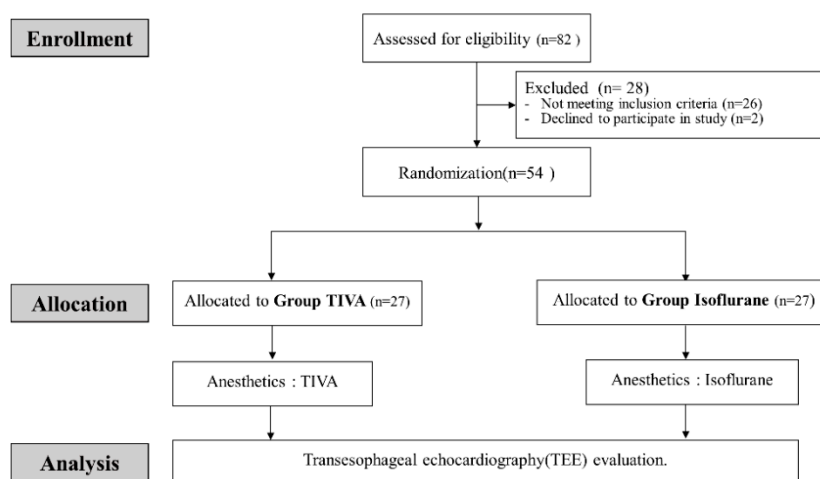 Enrollment
Assessed for eligibility (n=82 )
Excluded (n= 28)
- Not meeting inclusion criteria (n=26)
- Declined to participate in study (n=2)
Randomization(n=54 )
Allocation
Allocated to Group TIVA (n=27)
Allocated to Group Isoflurane (n=27)
Anesthetics : TIVA
Anesthetics : Isoflurane
Analysis
Transesophageal echocardiography(TEE) evaluation.